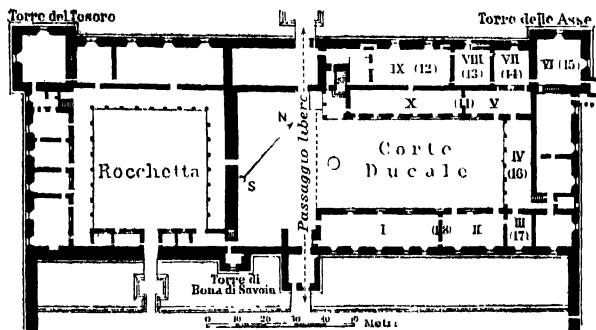 Torre del Tesoro
Torre delle Asse
IX (12)
VIII (13)
VII (14)
VI (15)
X
(11)
V
N
S
Passaggio libero
Corte
Ducale
Rocchetta
IV
(16)
I
(18)
II
III
(17)
Torre di
Bona di Savoia
0 10 20 30 40
Metri